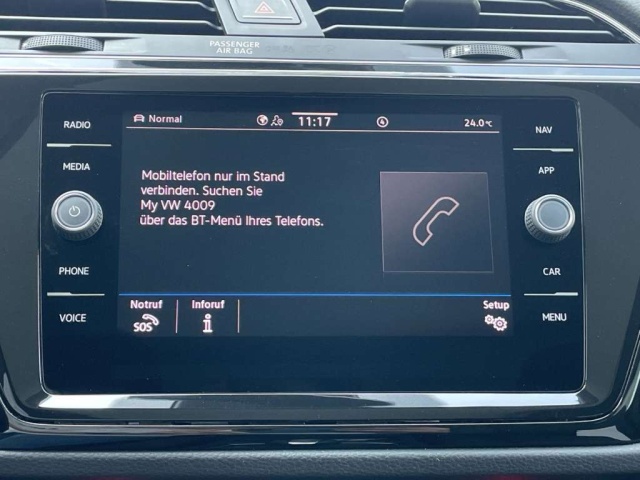 PASSENGER
AIR BAG
RADIO
MEDIA
PHONE
VOICE
Normal
11:17
4
24.0°C
Mobiltelefon nur im Stand
verbinden. Suchen Sie
My VW 4009
über das BT-Menü Ihres Telefons.
Notruf
SOS
Inforuf
i
Setup
NAV
APP
CAR
MENU